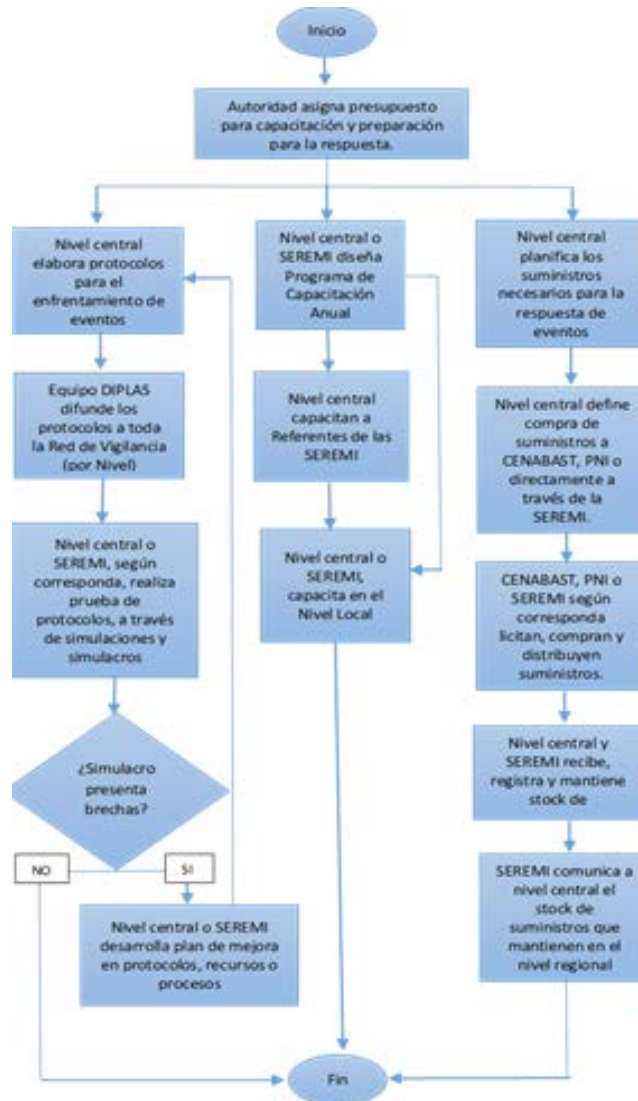 Inicio
Autoridad asigna presupuesto
para capacitación y preparación
para la respuesta.
Nivel central
elabora protocolos
para el
enfrentamiento de
eventos
Equipo DIPLAS
difunde los
protocolos a toda
la Red de Vigilancia
(por Nivel)
Nivel central o
SEREMI, según
corresponda, realiza
prueba de
protocolos, a través
de simulaciones y
simulacros
¿Simulacro
presenta
brechas?
NO
SI
Nivel central o SEREMI
desarrolla plan de mejora
en protocolos, recursos o
procesos
Nivel central o
SEREMI diseña
Programa de
Capacitación
Anual
Nivel central
capacitan a
Referentes de las
SEREMI
Nivel central o
SEREMI,
capacita en el
Nivel Local
Nivel central
planifica los
suministros
necesarios para la
respuesta de
eventos
Nivel central define
compra de
suministros a
CENABAST, PNI o
directamente a
través de la
SEREMI.
CENABAST, PNI o
SEREMI según
corresponda
licitan, compran y
distribuyen
suministros.
Nivel central y
SEREMI recibe,
registra y mantiene
stock de
SEREMI comunica a
nivel central el
stock de
suministros que
mantienen en el
nivel regional
Fin